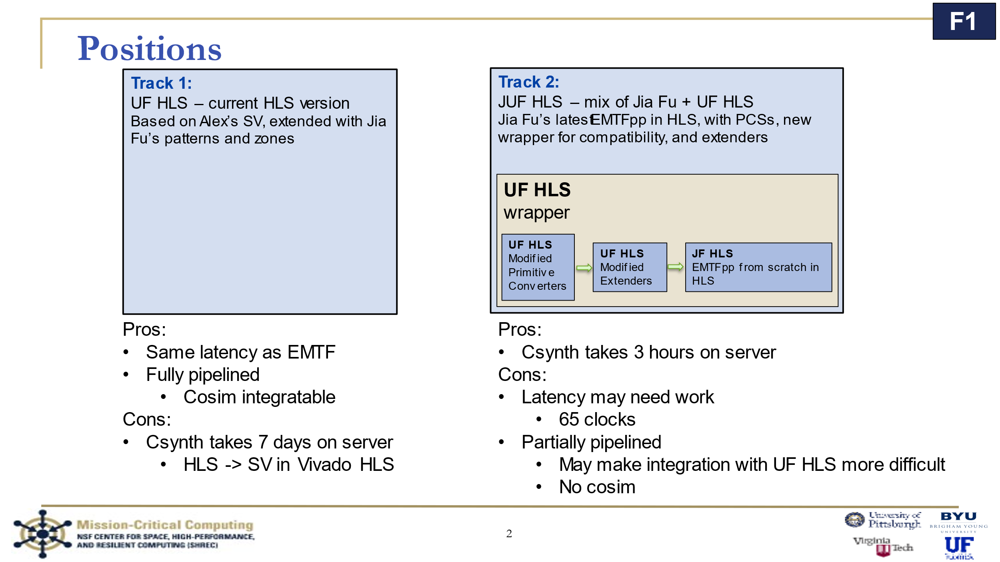 F1
Positions
Track 1:
UF HLS – current HLS version
Based on Alex’s SV, extended with Jia
Fu’s patterns and zones
Track 2:
JUF HLS – mix of Jia Fu + UF HLS
Jia Fu’s latest EMTFpp in HLS, with PCSs, new
wrapper for compatibility, and extenders
UF HLS
wrapper
UF HLS
Modified
Primitive
Converters
UF HLS
Modified
Extenders
JF HLS
EMTFpp from scratch in
HLS
Pros:
• Same latency as EMTF
• Fully pipelined
• Cosim integratable
Cons:
• Csynth takes 7 days on server
• HLS -> SV in Vivado HLS
Pros:
• Csynth takes 3 hours on server
Cons:
• Latency may need work
• 65 clocks
• Partially pipelined
• May make integration with UF HLS more difficult
• No cosim
Mission-Critical Computing
NSF CENTER FOR SPACE, HIGH-PERFORMANCE,
AND RESILIENT COMPUTING (SHREC)
2
University of
Pittsburgh
BYU
BRIGHAM YOUNG
UNIVERSITY
Virginia
Tech
UF
FLORIDA